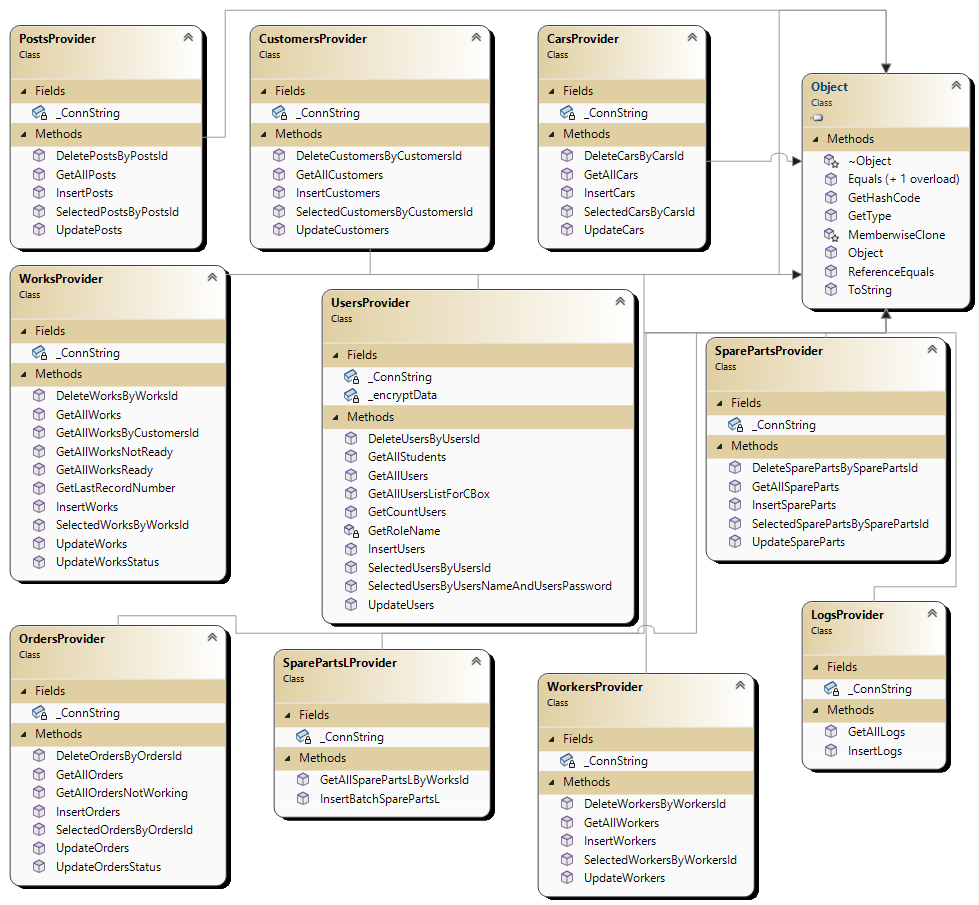 PostsProvider
Class
Fields
_ConnString
Methods
DeletePostsByPostsId
GetAllPosts
InsertPosts
SelectedPostsByPostsId
UpdatePosts
CustomersProvider
Class
Fields
_ConnString
Methods
DeleteCustomersByCustomersId
GetAllCustomers
InsertCustomers
SelectedCustomersByCustomersId
UpdateCustomers
CarsProvider
Class
Fields
_ConnString
Methods
DeleteCarsByCarsId
GetAllCars
InsertCars
SelectedCarsByCarsId
UpdateCars
Object
Class
Methods
~Object
Equals (+ 1 overload)
GetHashCode
GetType
MemberwiseClone
Object
ReferenceEquals
ToString
WorksProvider
Class
Fields
_ConnString
Methods
DeleteWorksByWorksId
GetAllWorks
GetAllWorksByCustomersId
GetAllWorksNotReady
GetAllWorksReady
GetLastRecordNumber
InsertWorks
SelectedWorksByWorksId
UpdateWorks
UpdateWorksStatus
UsersProvider
Class
Fields
_ConnString
_encryptData
Methods
DeleteUsersByUsersId
GetAllStudents
GetAllUsers
GetAllUsersListForCBox
GetCountUsers
GetRoleName
InsertUsers
SelectedUsersByUsersId
SelectedUsersByUsersNameAndUsersPassword
UpdateUsers
SparePartsProvider
Class
Fields
_ConnString
Methods
DeleteSparePartsBySparePartsId
GetAllSpareParts
InsertSpareParts
SelectedSparePartsBySparePartsId
UpdateSpareParts
OrdersProvider
Class
Fields
_ConnString
Methods
DeleteOrdersByOrdersId
GetAllOrders
GetAllOrdersNotWorking
InsertOrders
SelectedOrdersByOrdersId
UpdateOrders
UpdateOrdersStatus
SparePartsLProvider
Class
Fields
_ConnString
Methods
GetAllSparePartsLByWorksId
InsertBatchSparePartsL
WorkersProvider
Class
Fields
_ConnString
Methods
DeleteWorkersByWorkersId
GetAllWorkers
InsertWorkers
SelectedWorkersByWorkersId
UpdateWorkers
LogsProvider
Class
Fields
_ConnString
Methods
GetAllLogs
InsertLogs